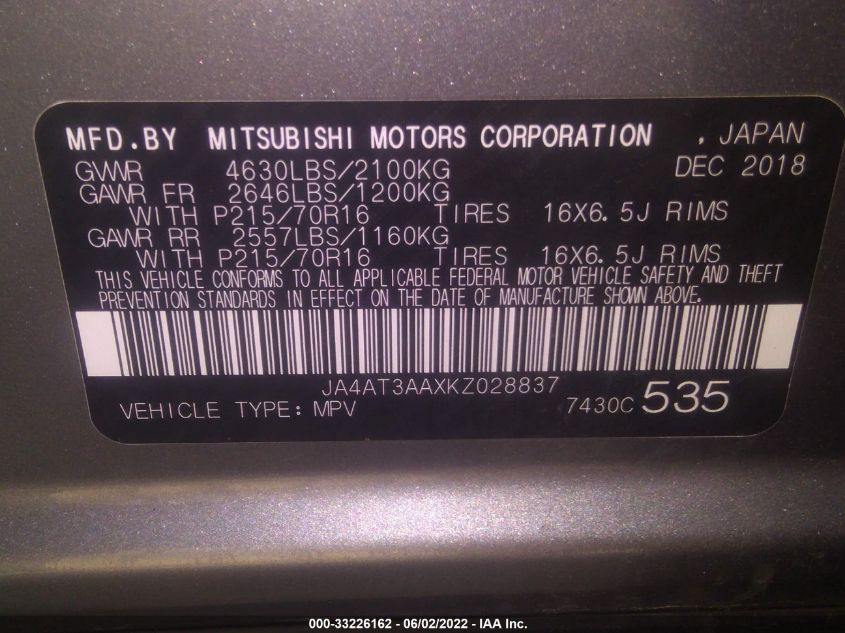 MFD.BY MITSUBISHI MOTORS CORPORATION , JAPAN
GVWR 4630LBS/2100KG DEC 2018
GAWR FR 2646LBS/1200KG
WITH P215/70R16 TIRES 16X6.5J RIMS
GAWR RR 2557LBS/1160KG
WITH P215/70R16 TIRES 16X6.5J RIMS
THIS VEHICLE CONFORMS TO ALL APPLICABLE FEDERAL MOTOR VEHICLE SAFETY AND THEFT
PREVENTION STANDARDS IN EFFECT ON THE DATE OF MANUFACTURE SHOWN ABOVE.
JA4AT3AAXKZ028837
VEHICLE TYPE: MPV 7430C 535
000-33226162 - 06/02/2022 - IAA Inc.